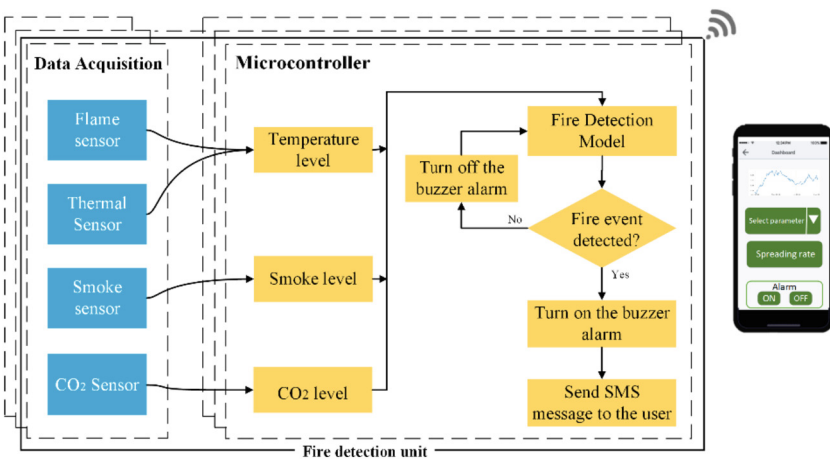 Data Acquisition
Flame
sensor
Thermal
Sensor
Smoke
sensor
CO₂ Sensor
Microcontroller
Temperature
level
Smoke level
CO₂ level
Fire Detection
Model
Turn off the
buzzer alarm
No
Fire event
detected?
Yes
Turn on the buzzer
alarm
Send SMS
message to the user
Fire detection unit
Dashboard
Select parameter
Spreading rate
Alarm
ON OFF